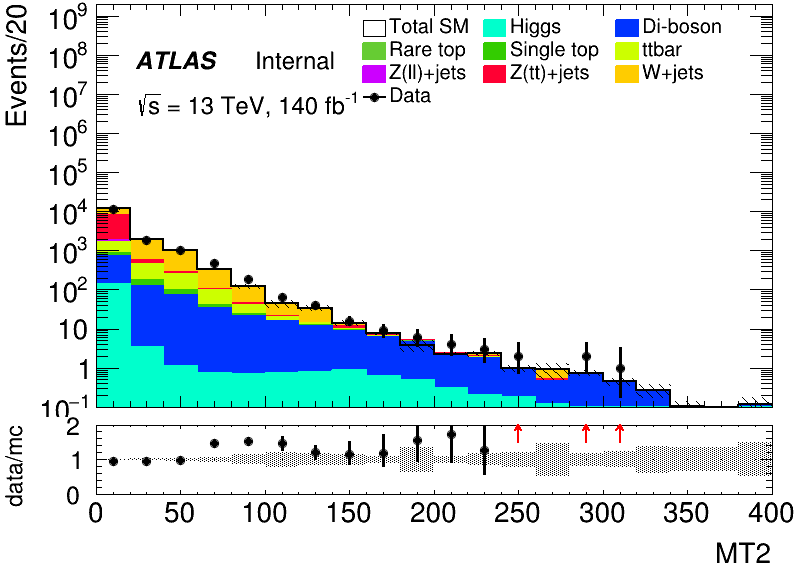 Events/20
10⁹
10⁸
10⁷
10⁶
10⁵
10⁴
10³
10²
10
1
10⁻¹
ATLAS Internal
√s = 13 TeV, 140 fb⁻¹
Total SM Higgs Di-boson
Rare top Single top ttbar
Z(ll)+jets Z(tt)+jets W+jets
Data
data/mc
2
1
0
0 50 100 150 200 250 300 350 400
MT2